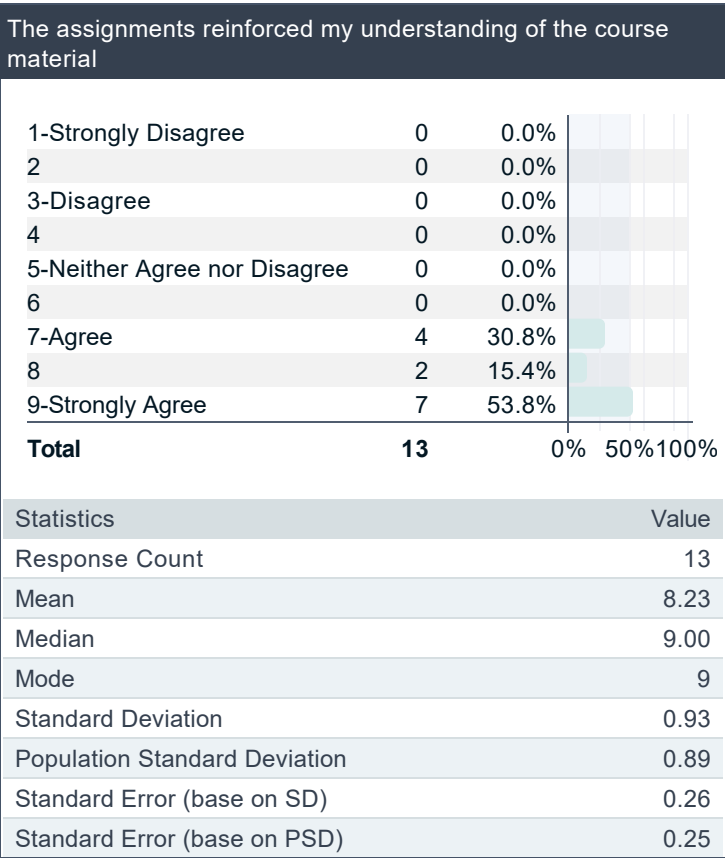 The assignments reinforced my understanding of the course
material
1-Strongly Disagree 0 0.0%
2 0 0.0%
3-Disagree 0 0.0%
4 0 0.0%
5-Neither Agree nor Disagree 0 0.0%
6 0 0.0%
7-Agree 4 30.8%
8 2 15.4%
9-Strongly Agree 7 53.8%
Total 13 0% 50% 100%
Statistics Value
Response Count 13
Mean 8.23
Median 9.00
Mode 9
Standard Deviation 0.93
Population Standard Deviation 0.89
Standard Error (base on SD) 0.26
Standard Error (base on PSD) 0.25